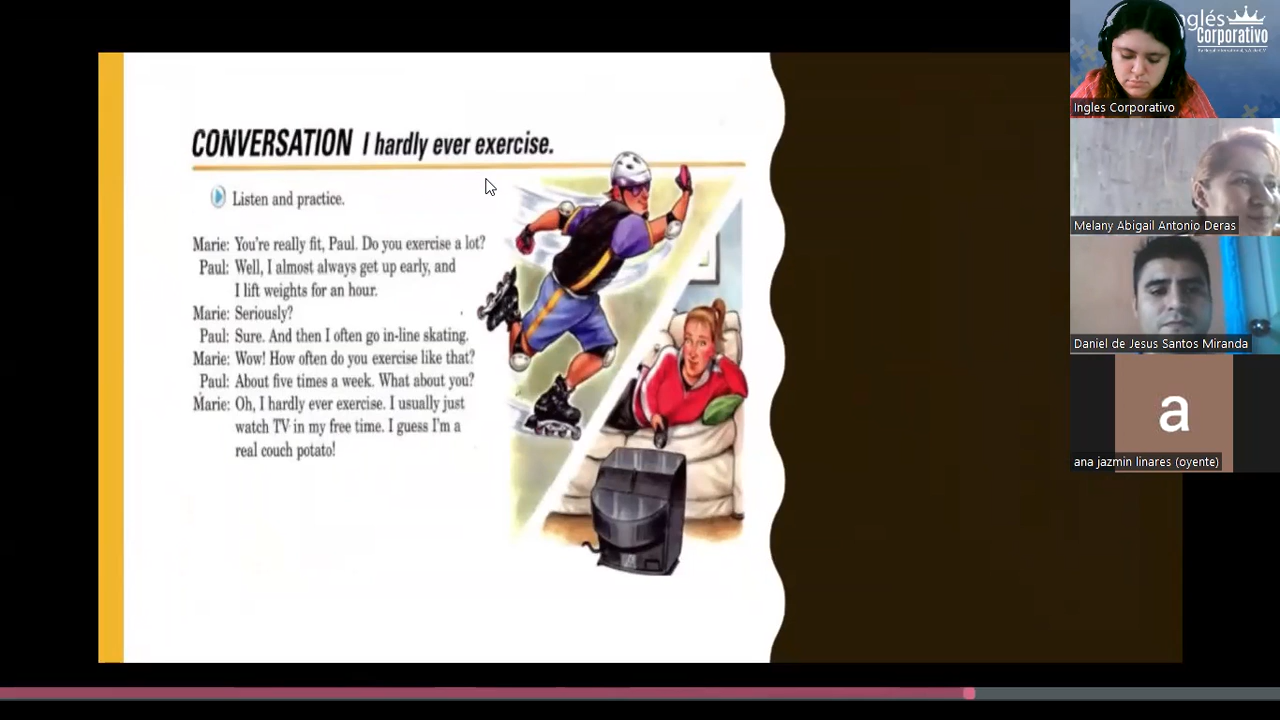 CONVERSATION I hardly ever exercise.
Listen and practice.
Marie: You're really fit, Paul. Do you exercise a lot?
Paul: Well, I almost always get up early, and
I lift weights for an hour.
Marie: Seriously?
Paul: Sure. And then I often go in-line skating.
Marie: Wow! How often do you exercise like that?
Paul: About five times a week. What about you?
Marie: Oh, I hardly ever exercise. I usually just
watch TV in my free time. I guess I'm a
real couch potato!
nglés
Corporativo
Ingles Corporativo
Melany Abigail Antonio Deras
Daniel de Jesus Santos Miranda
a
ana jazmin linares (oyente)